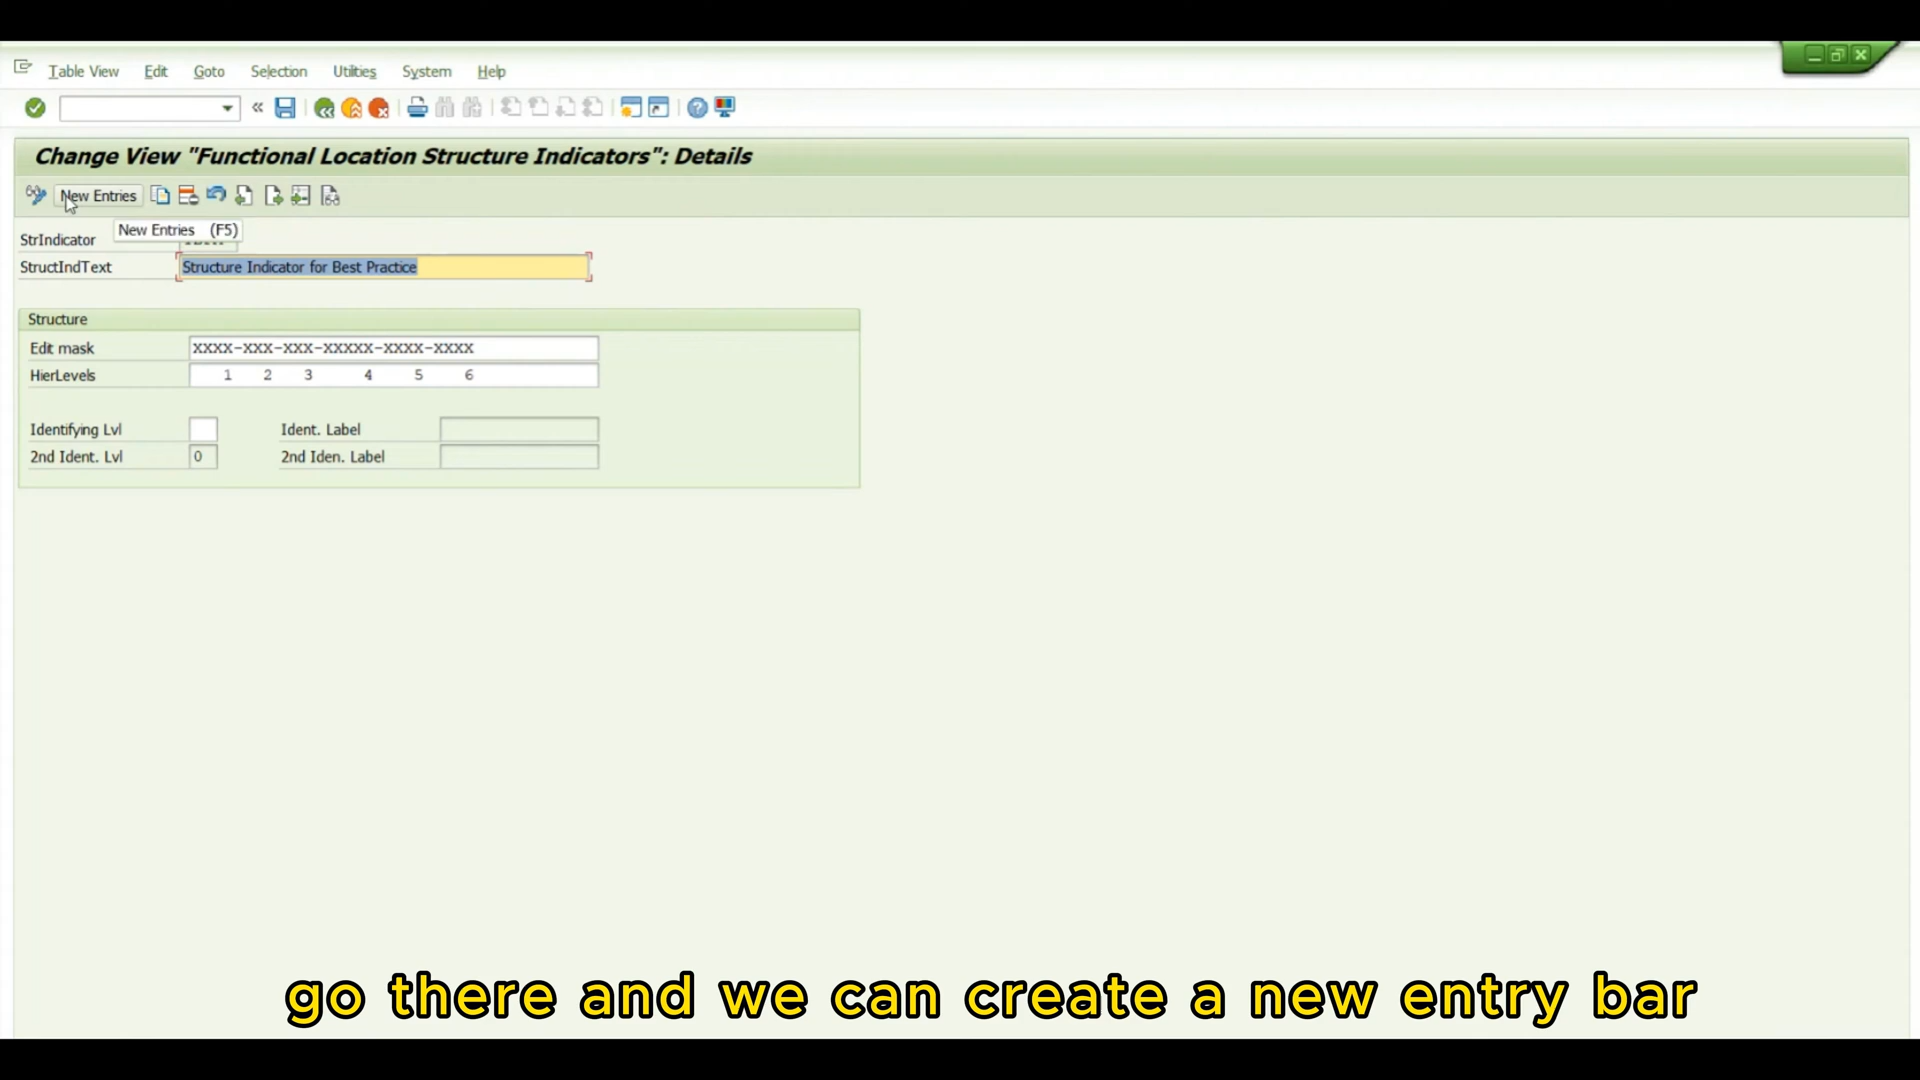 Table View Edit Goto Selection Utilities System Help
Change View "Functional Location Structure Indicators": Details
New Entries
New Entries (F5)
StrIndicator
StructIndText Structure Indicator for Best Practice
Structure
Edit mask XXXX-XXX-XXX-XXXXX-XXXX-XXXX
HierLevels 1 2 3 4 5 6
Identifying Lvl Ident. Label
2nd Ident. Lvl 0 2nd Iden. Label
go there and we can create a new entry bar